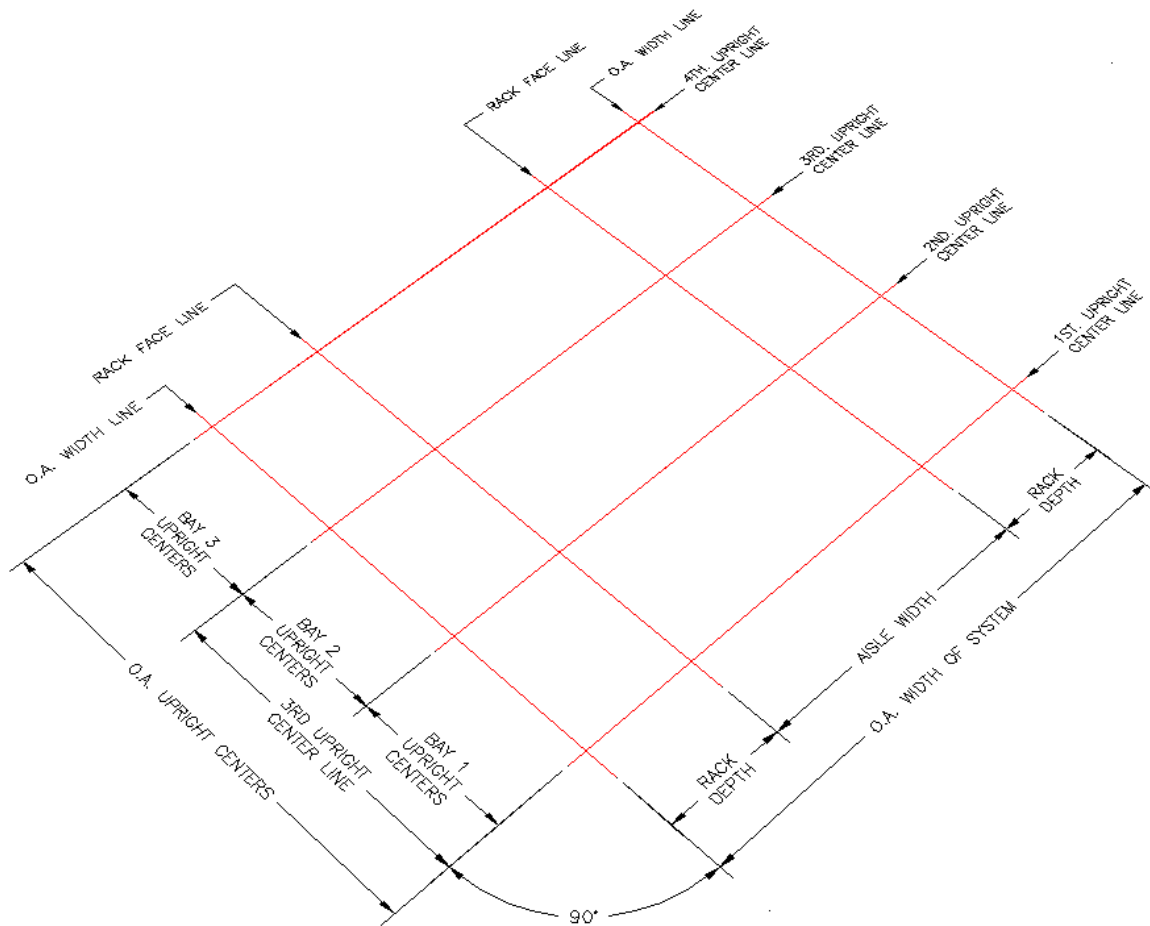 O.A. WIDTH LINE
RACK FACE LINE
4TH. UPRIGHT
CENTER LINE
3RD. UPRIGHT
CENTER LINE
2ND. UPRIGHT
CENTER LINE
1ST. UPRIGHT
CENTER LINE
RACK FACE LINE
O.A. WIDTH LINE
BAY 3
UPRIGHT
CENTERS
BAY 2
UPRIGHT
CENTERS
BAY 1
UPRIGHT
CENTERS
3RD UPRIGHT
CENTER LINE
O.A. UPRIGHT CENTERS
RACK
DEPTH
AISLE WIDTH
O.A. WIDTH OF SYSTEM
RACK
DEPTH
90°